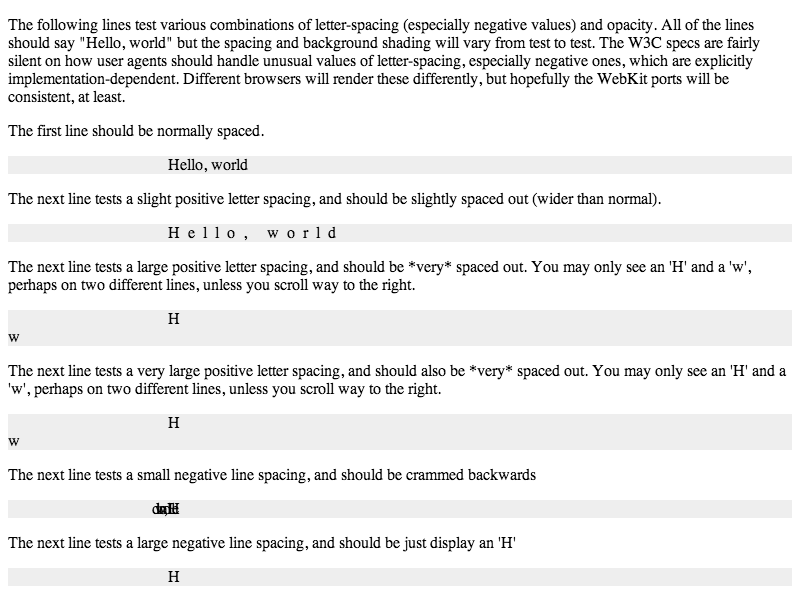 The following lines test various combinations of letter-spacing (especially negative values) and opacity. All of the lines
should say "Hello, world" but the spacing and background shading will vary from test to test. The W3C specs are fairly
silent on how user agents should handle unusual values of letter-spacing, especially negative ones, which are explicitly
implementation-dependent. Different browsers will render these differently, but hopefully the WebKit ports will be
consistent, at least.
The first line should be normally spaced.
Hello, world
The next line tests a slight positive letter spacing, and should be slightly spaced out (wider than normal).
H e l l o ,  w o r l d
The next line tests a large positive letter spacing, and should be *very* spaced out. You may only see an 'H' and a 'w',
perhaps on two different lines, unless you scroll way to the right.
H
w
The next line tests a very large positive letter spacing, and should also be *very* spaced out. You may only see an 'H' and a
'w', perhaps on two different lines, unless you scroll way to the right.
H
w
The next line tests a small negative line spacing, and should be crammed backwards
The next line tests a large negative line spacing, and should be just display an 'H'
H